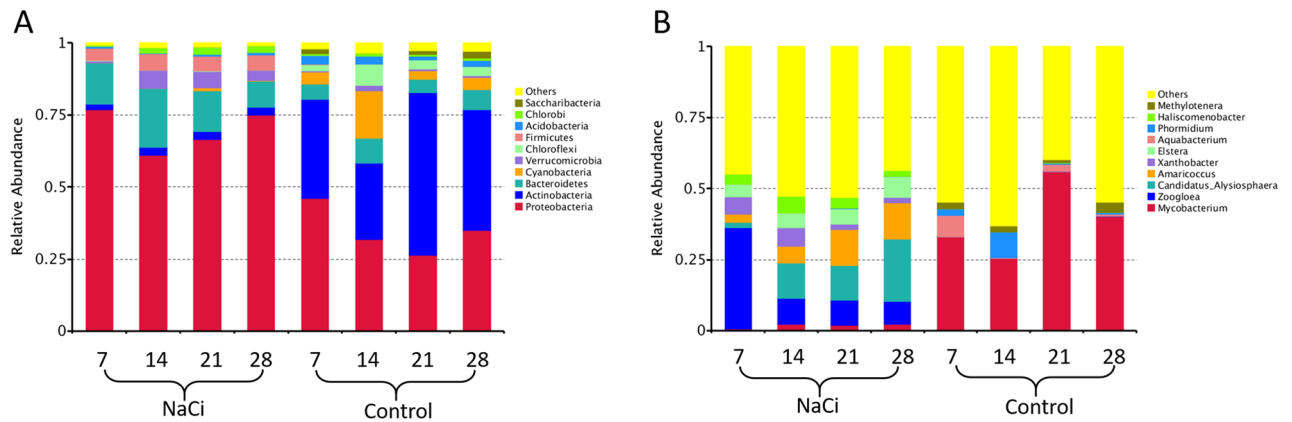 A
Relative Abundance
1
0.75
0.5
0.25
0
7 14 21 28 7 14 21 28
NaCi Control
Others
Saccharibacteria
Chlorobi
Acidobacteria
Firmicutes
Chloroflexi
Verrucomicrobia
Cyanobacteria
Bacteroidetes
Actinobacteria
Proteobacteria
B
Relative Abundance
1
0.75
0.5
0.25
0
7 14 21 28 7 14 21 28
NaCi Control
Others
Methylotenera
Haliscomenobacter
Phormidium
Aquabacterium
Elstera
Xanthobacter
Amaricoccus
Candidatus_Alysiosphaera
Zoogloea
Mycobacterium